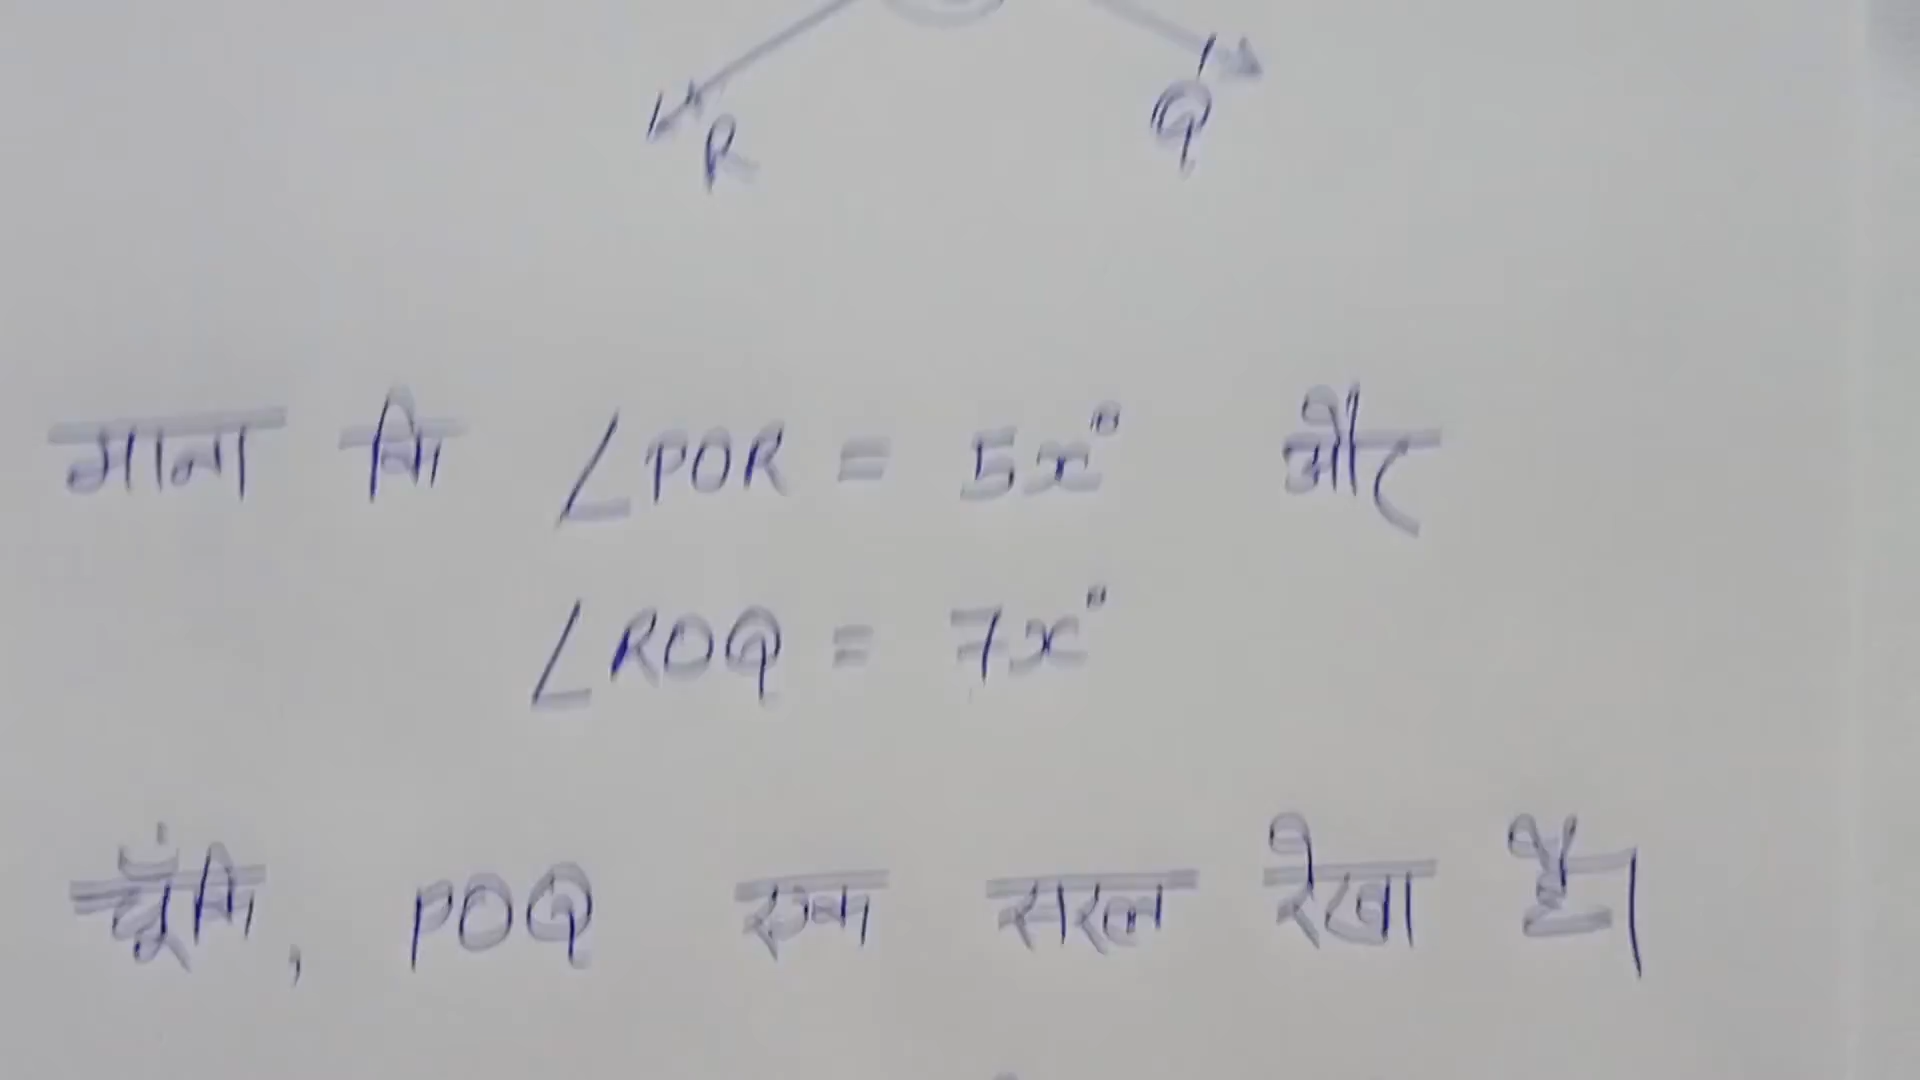 R Q
माना कि ∠POR = 5x° और
∠ROQ = 7x°
चूँकि, POQ एक सरल रेखा है।